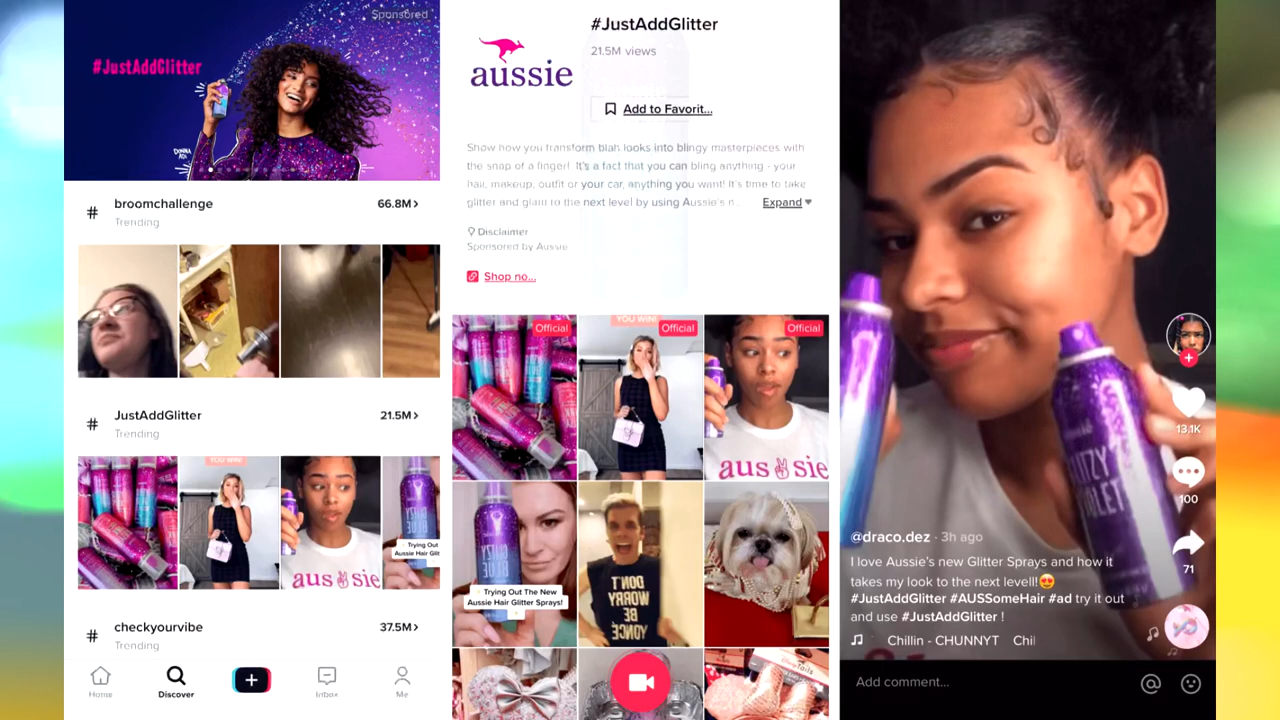 Sponsored
#JustAddGlitter
DONNA
broomchallenge
66.8M>
Trending
JustAddGlitter
21.5M>
Trending
YOU WIN!
aus sie
Trying Out
Aussie Hair Glit
checkyourvibe
37.5M>
Trending
Home
Discover
Inbox
Me
aussie
#JustAddGlitter
21.5M views
Add to Favorit...
Show how you transform blah looks into blingy masterpieces with
the snap of a finger! It's a fact that you can bling anything - your
hair, makeup, outfit or your car, anything you want! It's time to take
glitter and glam to the next level by using Aussie's n...
Expand
Disclaimer
Sponsored by Aussie
Shop no...
Official
YOU WIN!
Official
Official
aus sie
Trying Out The New
Aussie Hair Glitter Sprays!
DON'T
WORRY
BE
YONCÉ
VIOLET
@draco.dez · 3h ago
I love Aussie's new Glitter Sprays and how it
takes my look to the next level!😍
#JustAddGlitter #AUSSomeHair #ad try it out
and use #JustAddGlitter !
Chillin - CHUNNYT Chil
13.1K
100
71
Add comment...